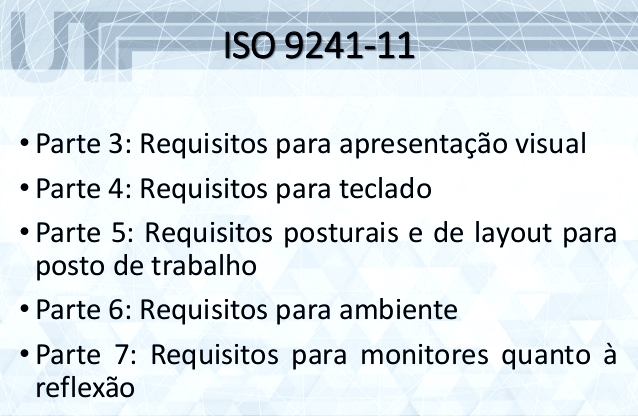 ISO 9241-11
• Parte 3: Requisitos para apresentação visual
• Parte 4: Requisitos para teclado
• Parte 5: Requisitos posturais e de layout para
posto de trabalho
• Parte 6: Requisitos para ambiente
• Parte 7: Requisitos para monitores quanto à
reflexão